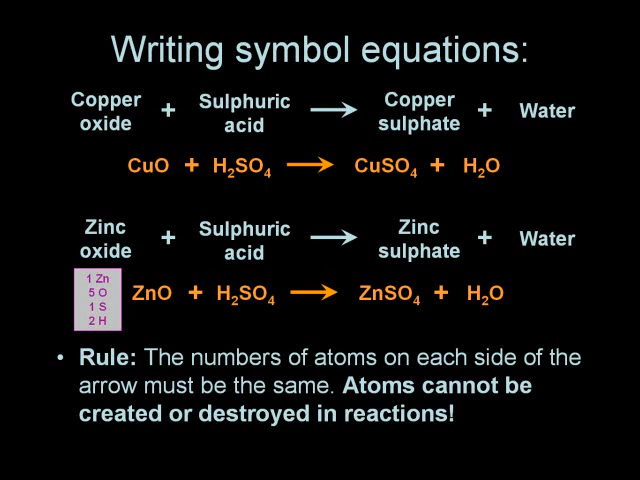 Writing symbol equations:
Copper oxide + Sulphuric acid → Copper sulphate + Water
CuO + H₂SO₄ → CuSO₄ + H₂O
Zinc oxide + Sulphuric acid → Zinc sulphate + Water
1 Zn
5 O
1 S
2 H
ZnO + H₂SO₄ → ZnSO₄ + H₂O
• Rule: The numbers of atoms on each side of the
arrow must be the same. Atoms cannot be
created or destroyed in reactions!